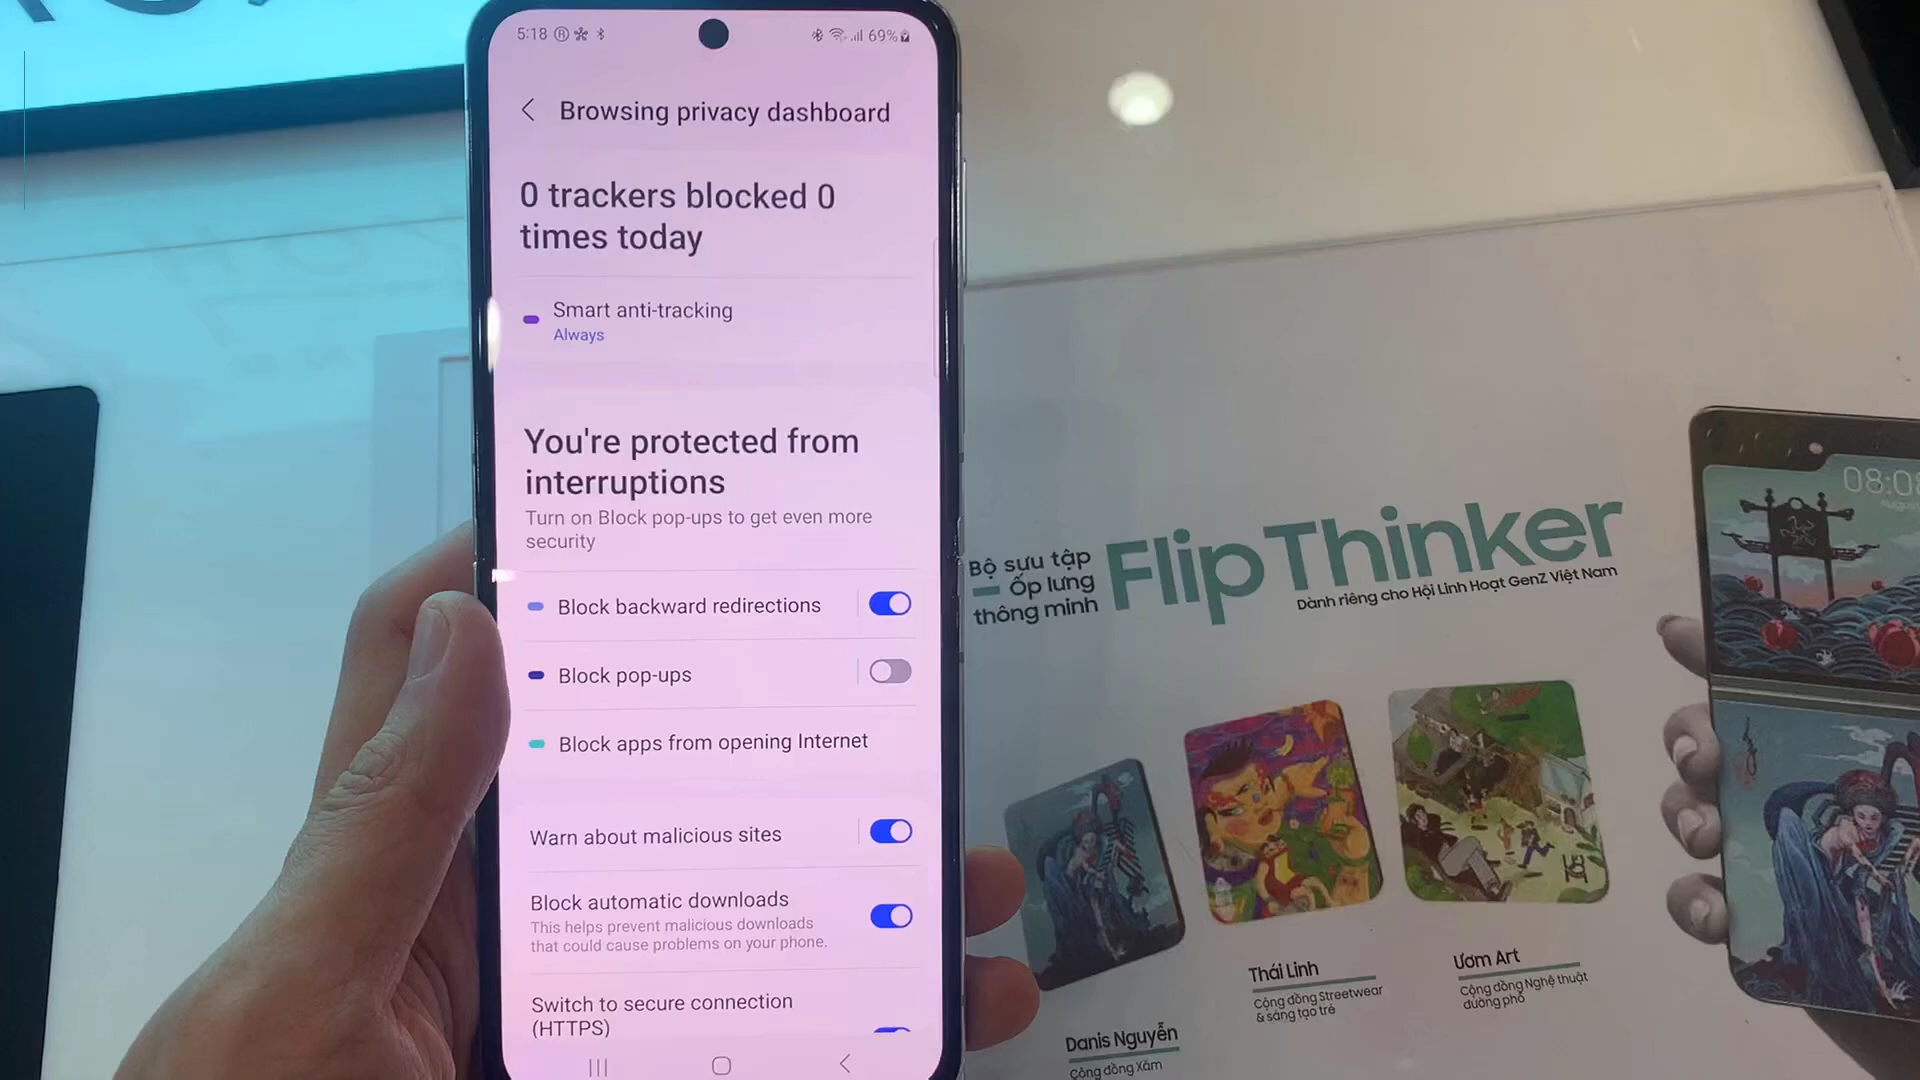 5:18
69%
Browsing privacy dashboard
0 trackers blocked 0
times today
Smart anti-tracking
Always
You're protected from
interruptions
Turn on Block pop-ups to get even more
security
Block backward redirections
Block pop-ups
Block apps from opening Internet
Warn about malicious sites
Block automatic downloads
This helps prevent malicious downloads
that could cause problems on your phone.
Switch to secure connection
(HTTPS)
Bộ sưu tập
ốp lưng
thông minh
Flip Thinker
Dành riêng cho Hội Linh Hoạt GenZ Việt Nam
Danis Nguyễn
Cộng đồng Xăm
Thái Linh
Cộng đồng Streetwear
& sáng tạo trẻ
Ươm Art
Cộng đồng Nghệ thuật
đường phố